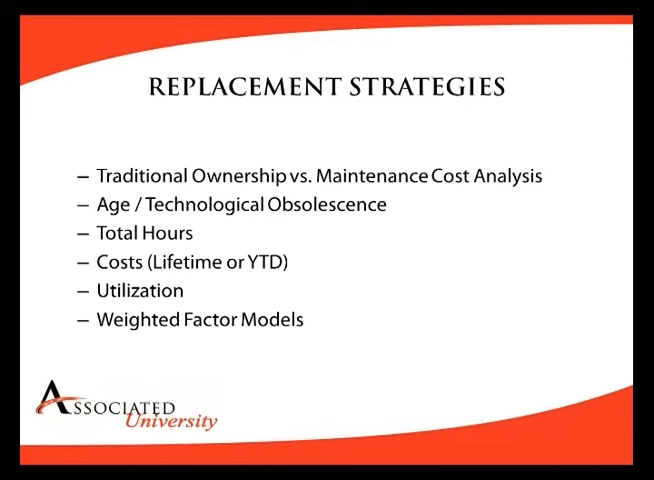 REPLACEMENT STRATEGIES
– Traditional Ownership vs. Maintenance Cost Analysis
– Age / Technological Obsolescence
– Total Hours
– Costs (Lifetime or YTD)
– Utilization
– Weighted Factor Models
ASSOCIATED
University